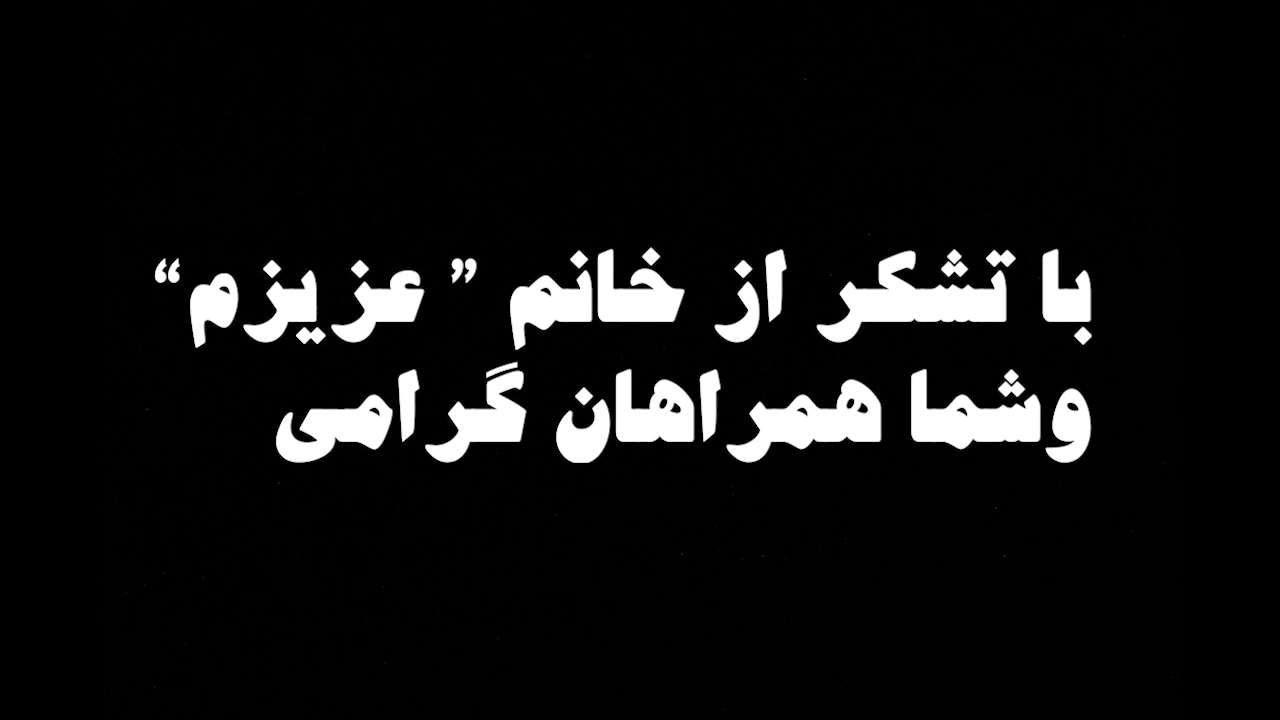 با تشکر از خانم ” عزیزم“
وشما همراهان گرامی